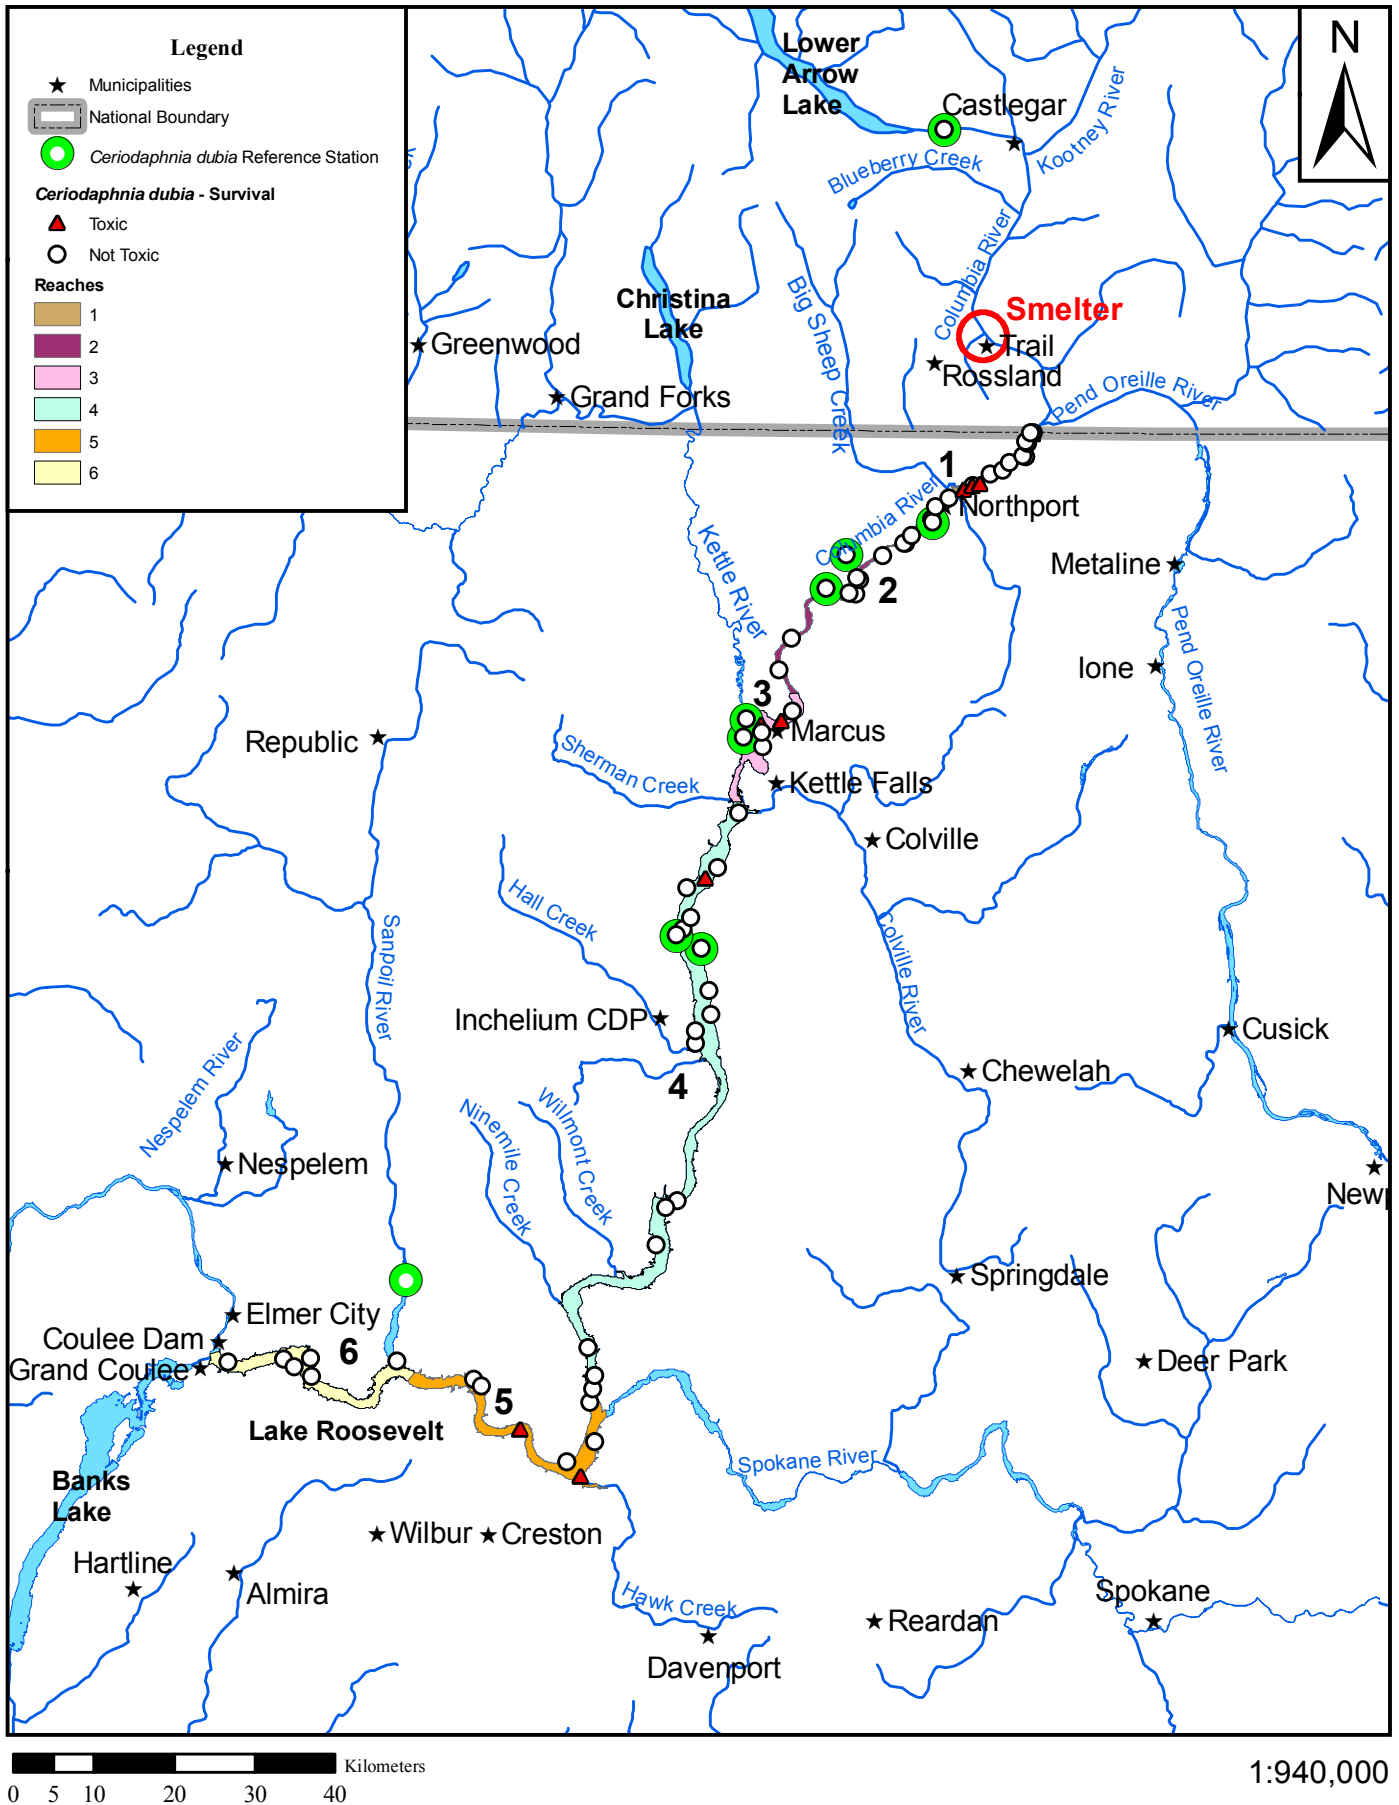 Legend
Municipalities
National Boundary
Ceriodaphnia dubia Reference Station
Ceriodaphnia dubia - Survival
Toxic
Not Toxic
Reaches
1
2
3
4
5
6
N
Lower
Arrow
Lake
Castlegar
Kootney River
Blueberry Creek
Columbia River
Christina
Lake
Big Sheep Creek
Smelter
Trail
Rossland
Greenwood
Grand Forks
Pend Oreille River
1
Northport
Columbia River
Kettle River
2
Metaline
Ione
Pend Oreille River
3
Marcus
Republic
Sherman Creek
Kettle Falls
Colville
Hall Creek
Sanpoil River
Colville River
Inchelium CDP
Cusick
Chewelah
4
Nespelem River
Ninemile Creek
Wilmont Creek
Nespelem
Newp
Springdale
Elmer City
Coulee Dam
Grand Coulee
6
Deer Park
5
Lake Roosevelt
Spokane River
Banks
Lake
Wilbur
Creston
Hartline
Almira
Hawk Creek
Spokane
Reardan
Davenport
Kilometers
0 5 10 20 30 40
1:940,000